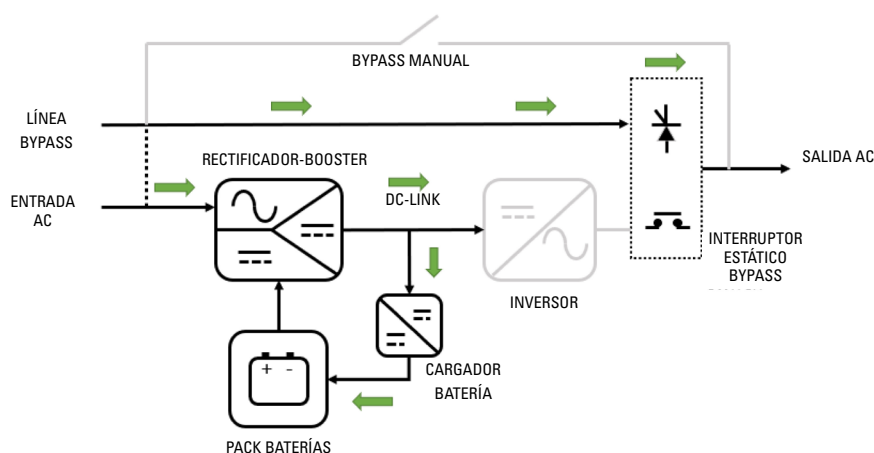 BYPASS MANUAL
LÍNEA
BYPASS
RECTIFICADOR-BOOSTER
SALIDA AC
ENTRADA
AC
DC-LINK
INTERRUPTOR
ESTÁTICO
BYPASS
INVERSOR
CARGADOR
BATERÍA
+ -
PACK BATERÍAS